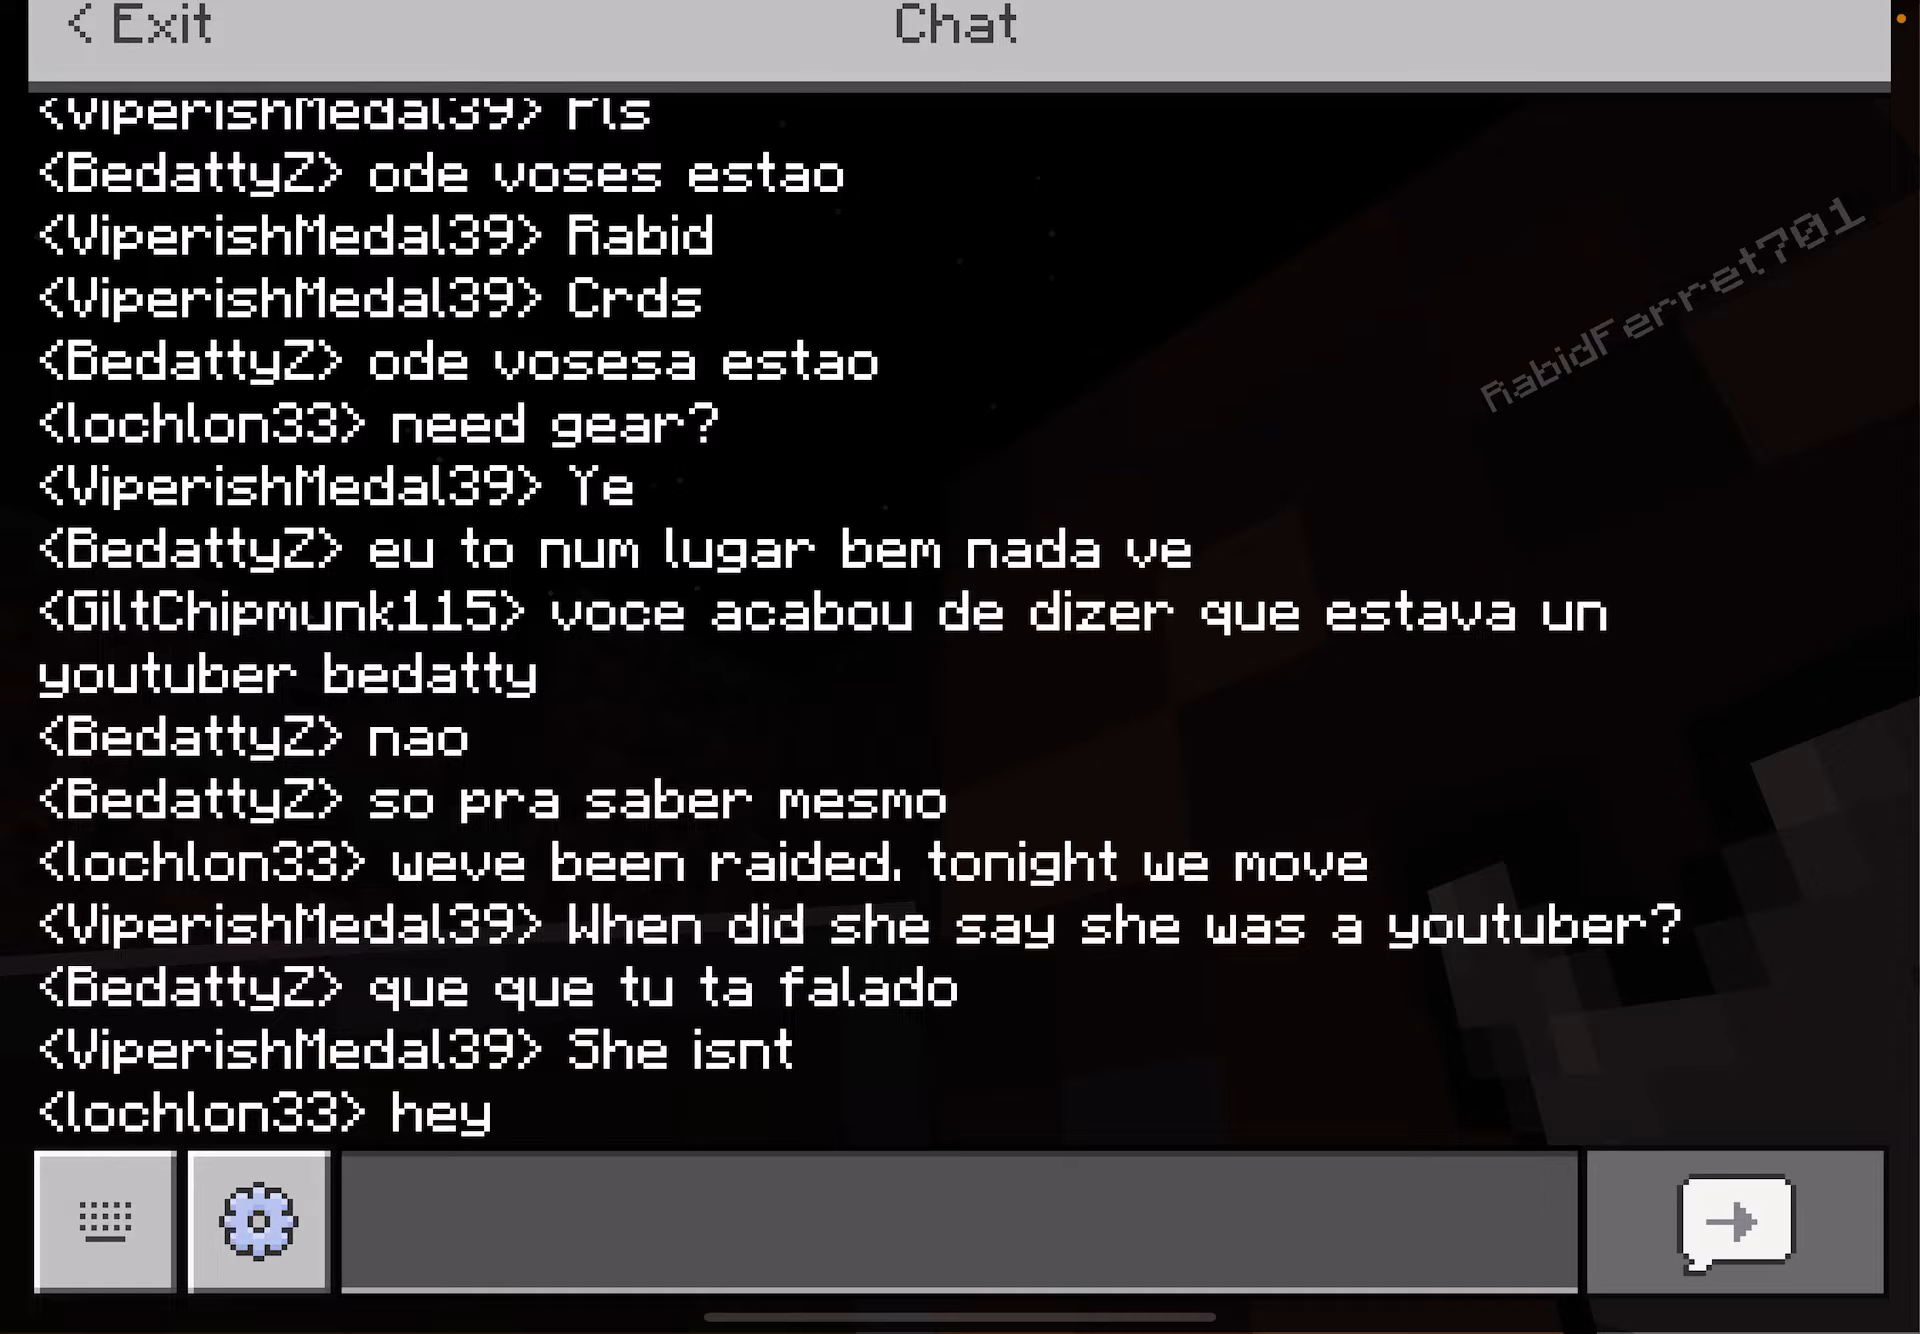 < Exit
Chat
<ViperishMedal39> Pls
<BedattyZ> ode voses estao
<ViperishMedal39> Rabid
<ViperishMedal39> Crds
<BedattyZ> ode vosesa estao
<lochlon33> need gear?
<ViperishMedal39> Ye
<BedattyZ> eu to num lugar bem nada ve
<GiltChipmunk115> voce acabou de dizer que estava un
youtuber bedatty
<BedattyZ> nao
<BedattyZ> so pra saber mesmo
<lochlon33> weve been raided. tonight we move
<ViperishMedal39> When did she say she was a youtuber?
<BedattyZ> que que tu ta falado
<ViperishMedal39> She isnt
<lochlon33> hey
RabidFerret701